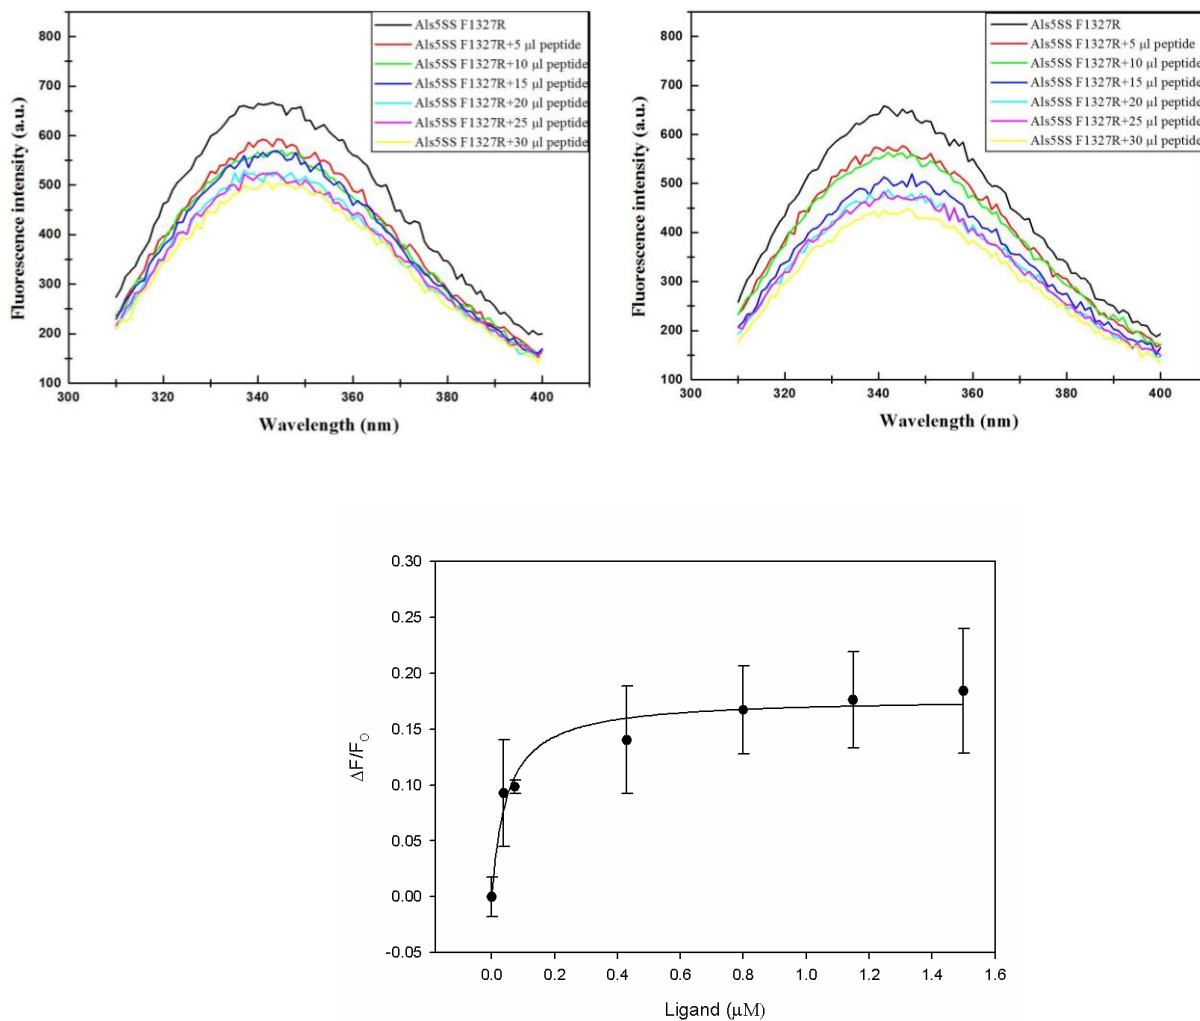 Als5SS F1327R
Als5SS F1327R+5 µl peptide
Als5SS F1327R+10 µl peptide
Als5SS F1327R+15 µl peptide
Als5SS F1327R+20 µl peptide
Als5SS F1327R+25 µl peptide
Als5SS F1327R+30 µl peptide
Fluorescence intensity (a.u.)
800
700
600
500
400
300
200
100
300
320
340
360
380
400
Wavelength (nm)
Als5SS F1327R
Als5SS F1327R+5 µl peptide
Als5SS F1327R+10 µl peptide
Als5SS F1327R+15 µl peptide
Als5SS F1327R+20 µl peptide
Als5SS F1327R+25 µl peptide
Als5SS F1327R+30 µl peptide
Fluorescence intensity (a.u.)
800
700
600
500
400
300
200
100
300
320
340
360
380
400
Wavelength (nm)
ΔF/FO
0.30
0.25
0.20
0.15
0.10
0.05
0.00
-0.05
0.0
0.2
0.4
0.6
0.8
1.0
1.2
1.4
1.6
Ligand (µM)